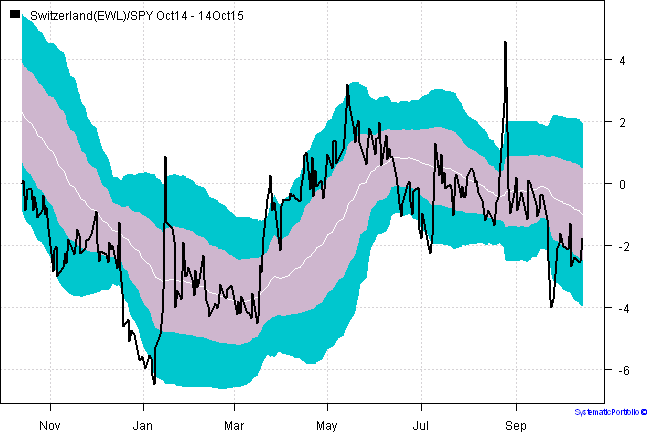 Switzerland(EWL)/SPY Oct14 - 14Oct15
4
2
0
-2
-4
-6
Nov Jan Mar May Jul Sep
SystematicPortfolio ©